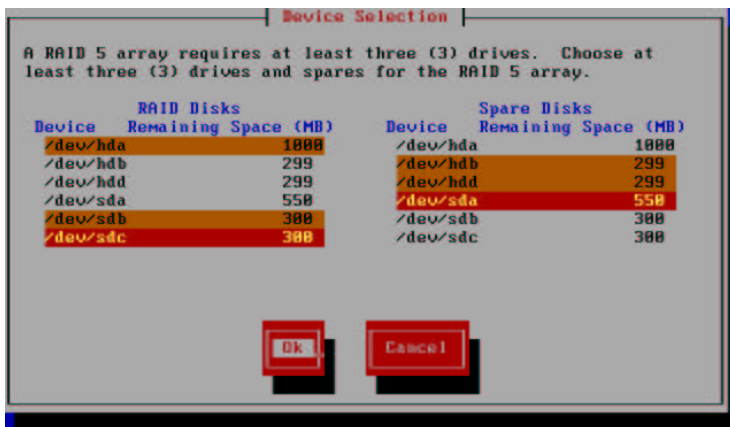 Device Selection
A RAID 5 array requires at least three (3) drives. Choose at
least three (3) drives and spares for the RAID 5 array.
RAID Disks
Device Remaining Space (MB)
/dev/hda 1000
/dev/hdb 299
/dev/hdd 299
/dev/sda 550
/dev/sdb 300
/dev/sdc 300
Spare Disks
Device Remaining Space (MB)
/dev/hda 1000
/dev/hdb 299
/dev/hdd 299
/dev/sda 550
/dev/sdb 300
/dev/sdc 300
Ok
Cancel